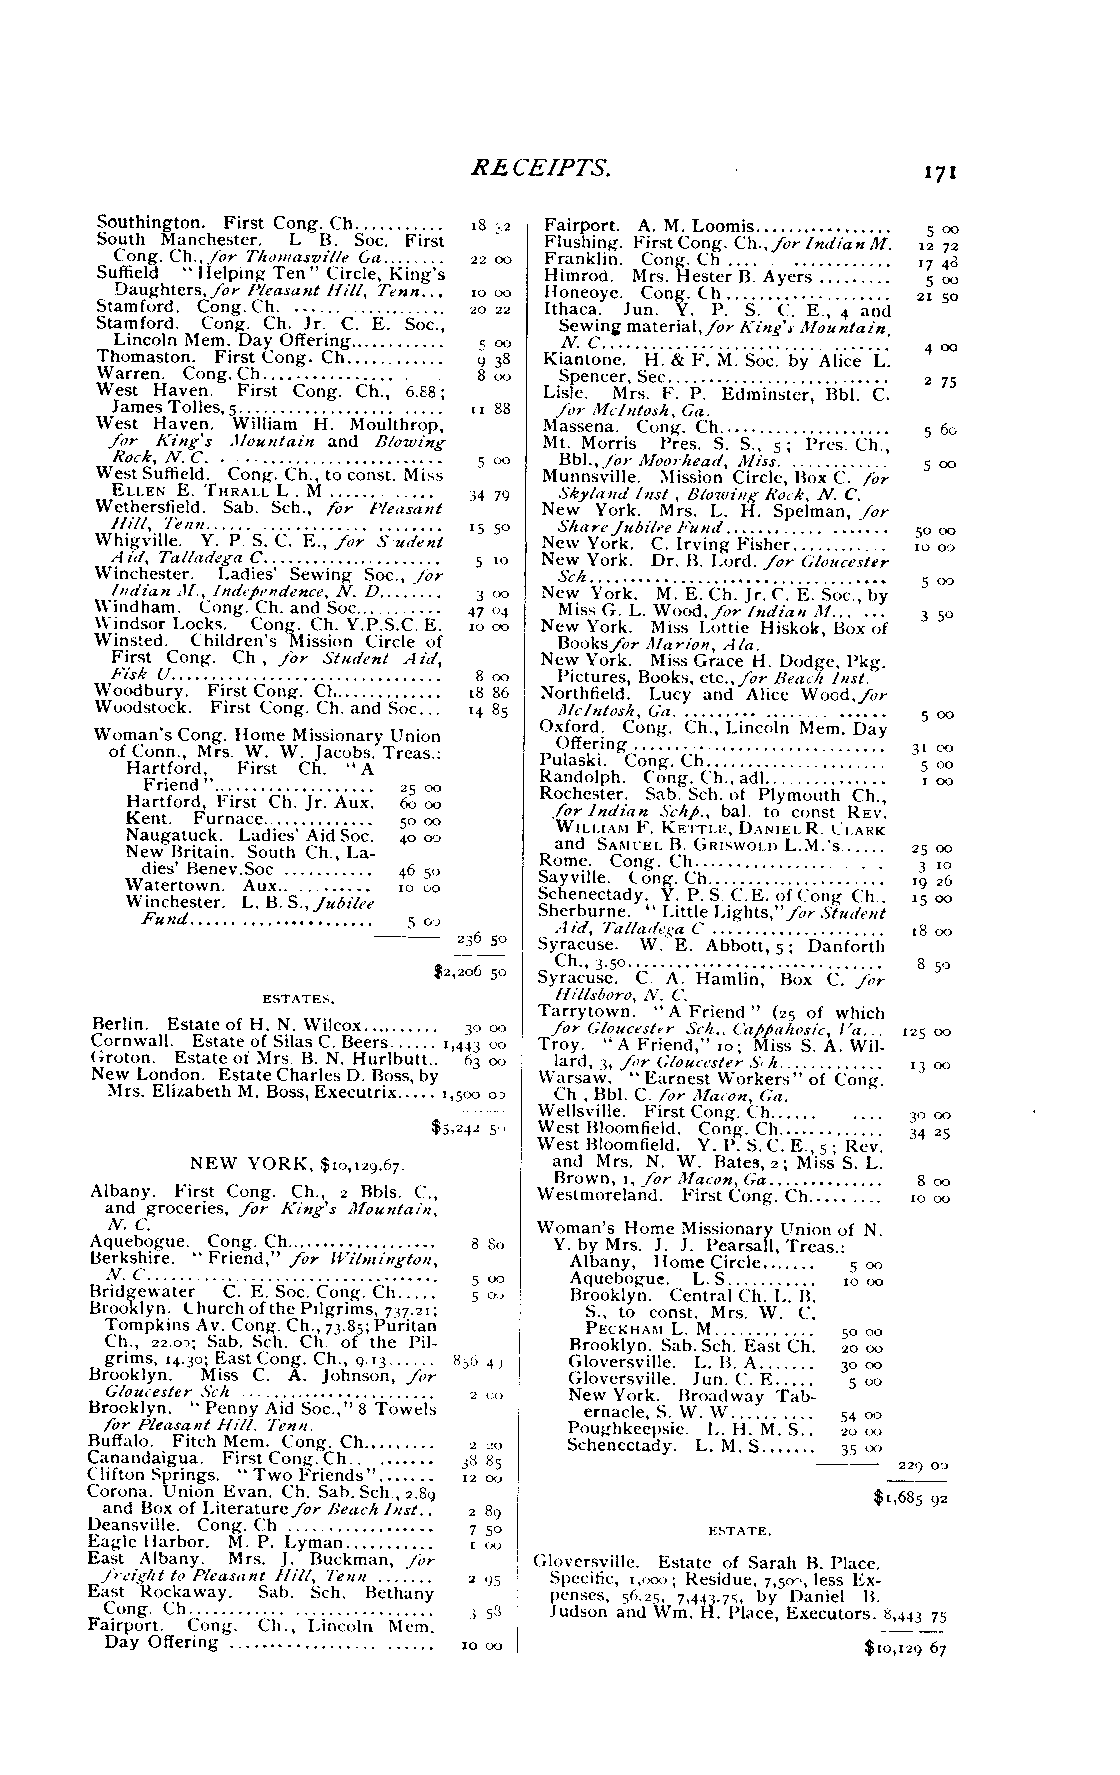 RECEIPTS. 171
Southington. First Cong. Ch........... 18
South Manchester. L B. Soc. First
Cong. Ch., for Thomasville Ga........ 22 00
Suffield "Helping Ten" Circle, King's
Daughters, for Pleasant Hill, Tenn... 10 00
Stamford. Cong. Ch. ................. 20 22
Stamford. Cong. Ch. Jr. C. E. Soc.,
Lincoln Mem. Day Offering........... 5 00
Thomaston. First Cong. Ch............ 9 38
Warren. Cong. Ch................ 8 00
West Haven. First Cong. Ch., 6.88;
James Tolles, 5........................ 11 88
West Haven. William H. Moulthrop,
for King's Mountain and Blowing
Rock, N. C. .......................... 5 00
West Suffield. Cong. Ch., to const. Miss
ELLEN E. THRALL L. M ............ 34 79
Wethersfield. Sab. Sch., for Pleasant
Hill, Tenn........................... 15 50
Whigville. Y. P. S. C. E., for Student
Aid, Talladega C..................... 5 10
Winchester. Ladies' Sewing Soc., for
Indian M., Independence, N. D........ 3 00
Windham. Cong. Ch. and Soc.......... 47 04
Windsor Locks. Cong. Ch. Y.P.S.C. E. 10 00
Winsted. Children's Mission Circle of
First Cong. Ch , for Student Aid,
Fisk U................................ 8 00
Woodbury. First Cong. Ch............. 18 86
Woodstock. First Cong. Ch. and Soc... 14 85
Woman's Cong. Home Missionary Union
of Conn., Mrs. W. W. Jacobs, Treas.:
Hartford, First Ch. "A
Friend".................. 25 00
Hartford, First Ch. Jr. Aux. 60 00
Kent. Furnace............. 50 00
Naugatuck. Ladies' Aid Soc. 40 00
New Britain. South Ch., La-
dies' Benev. Soc ........... 46 50
Watertown. Aux............ 10 00
Winchester. L. B. S., Jubilee
Fund...................... 5 00
236 50
$2,206 50
ESTATES.
Berlin. Estate of H. N. Wilcox.......... 30 00
Cornwall. Estate of Silas C. Beers...... 1,443 00
Groton. Estate of Mrs. B. N. Hurlbutt.. 63 00
New London. Estate Charles D. Boss, by
Mrs. Elizabeth M. Boss, Executrix..... 1,500 00
$5,242 50
NEW YORK, $10,129.67.
Albany. First Cong. Ch., 2 Bbls. C.,
and groceries, for King's Mountain,
N. C.
Aquebogue. Cong. Ch................. 8 80
Berkshire. "Friend," for Wilmington,
N. C.................................. 5 00
Bridgewater C. E. Soc. Cong. Ch..... 5 00
Brooklyn. Church of the Pilgrims, 737.21;
Tompkins Av. Cong. Ch., 73.85; Puritan
Ch., 22.00; Sab. Sch. Ch. of the Pil-
grims, 14.30; East Cong. Ch., 9.13...... 856 4
Brooklyn. Miss C. A. Johnson, for
Gloucester Sch ....................... 2 00
Brooklyn. "Penny Aid Soc.," 8 Towels
for Pleasant Hill. Tenn.
Buffalo. Fitch Mem. Cong. Ch......... 2 20
Canandaigua. First Cong. Ch.. ....... 38 85
Clifton Springs. "Two Friends"....... 12 00
Corona. Union Evan. Ch. Sab. Sch., 2.89
and Box of Literature for Beach Inst.. 2 89
Deansville. Cong. Ch ................. 7 50
Eagle Harbor. M. P. Lyman........... 1 00
East Albany. Mrs. J. Buckman, for
freight to Pleasant Hill, Tenn ....... 2 95
East Rockaway. Sab. Sch. Bethany
Cong. Ch............ ................ 3 58
Fairport. Cong. Ch., Lincoln Mem.
Day Offering ......................... 10 00
Fairport. A. M. Loomis................ 5 00
Flushing. First Cong. Ch., for Indian M. 12 72
Franklin. Cong. Ch .... ............ 17 48
Himrod. Mrs. Hester B. Ayers ......... 5 00
Honeoye. Cong. Ch.................... 21 50
Ithaca. Jun. Y. P. S. C. E., 4 and
Sewing material, for King's Mountain,
N. C................................. 4 00
Kiantone. H. & F. M. Soc. by Alice L.
Spencer, Sec........................... 2 75
Lisle. Mrs. F. P. Edminster, Bbl. C.
for McIntosh, Ga.
Massena. Cong. Ch.................... 5 60
Mt. Morris Pres. S. S., 5; Pres. Ch.,
Bbl., for Moorhead, Miss. ............ 5 00
Munnsville. Mission Circle, Box C. for
Skyland Inst , Blowing Rock, N. C.
New York. Mrs. L. H. Spelman, for
Share Jubilee Fund................... 50 00
New York. C. Irving Fisher............ 10 00
New York. Dr. B. Lord. for Gloucester
Sch.................................... 5 00
New York. M. E. Ch. Jr. C. E. Soc., by
Miss G. L. Wood, for Indian M... ... 3 50
New York. Miss Lottie Hiskok, Box of
Books for Marion, Ala.
New York. Miss Grace H. Dodge, Pkg.
Pictures, Books, etc., for Beach Inst.
Northfield. Lucy and Alice Wood, for
McIntosh, Ga. ........................ 5 00
Oxford. Cong. Ch., Lincoln Mem. Day
Offering .............................. 31 00
Pulaski. Cong. Ch..................... 5 00
Randolph. Cong. Ch., adl.............. 1 00
Rochester. Sab. Sch. of Plymouth Ch.,
for Indian Schp., bal. to const REV.
WILLIAM F. KETTLE, DANIEL R. CLARK
and SAMUEL B. GRISWOLD L.M.'s...... 25 00
Rome. Cong. Ch.................. 3 10
Sayville. Cong. Ch..................... 19 26
Schenectady. Y. P. S. C. E. of Cong Ch.. 15 00
Sherburne. "Little Lights," for Student
Aid, Talladega C ..................... 18 00
Syracuse. W. E. Abbott, 5; Danforth
Ch., 3.50.............................. 8 50
Syracuse. C. A. Hamlin, Box C. for
Hillsboro, N. C.
Tarrytown. "A Friend" (25 of which
for Gloucester Sch., Cappahosic, Va... 125 00
Troy. "A Friend," 10; Miss S. A. Wil-
lard, 3, for Gloucester Sch............ 13 00
Warsaw. "Earnest Workers" of Cong.
Ch , Bbl. C. for Macon, Ga.
Wellsville. First Cong. Ch...... .... 30 00
West Bloomfield. Cong. Ch............. 34 25
West Bloomfield. Y. P. S. C. E., 5; Rev.
and Mrs. N. W. Bates, 2; Miss S. L.
Brown, 1, for Macon, Ga.............. 8 00
Westmoreland. First Cong. Ch......... 10 00
Woman's Home Missionary Union of N.
Y. by Mrs. J. J. Pearsall, Treas.:
Albany, Home Circle....... 5 00
Aquebogue. L. S........... 10 00
Brooklyn. Central Ch. L. B.
S., to const. Mrs. W. C.
PECKHAM L. M............ 50 00
Brooklyn. Sab. Sch. East Ch. 20 00
Gloversville. L. B. A....... 30 00
Gloversville. Jun. C. E..... 5 00
New York. Broadway Tab-
ernacle, S. W. W.......... 54 00
Poughkeepsie. L. H. M. S.. 20 00
Schenectady. L. M. S....... 35 00
229 00
$1,685 92
ESTATE.
Gloversville. Estate of Sarah B. Place.
Specific, 1,000; Residue, 7,500, less Ex-
penses, 56.25, 7,443.75, by Daniel B.
Judson and Wm. H. Place, Executors. 8,443 75
$10,129 67